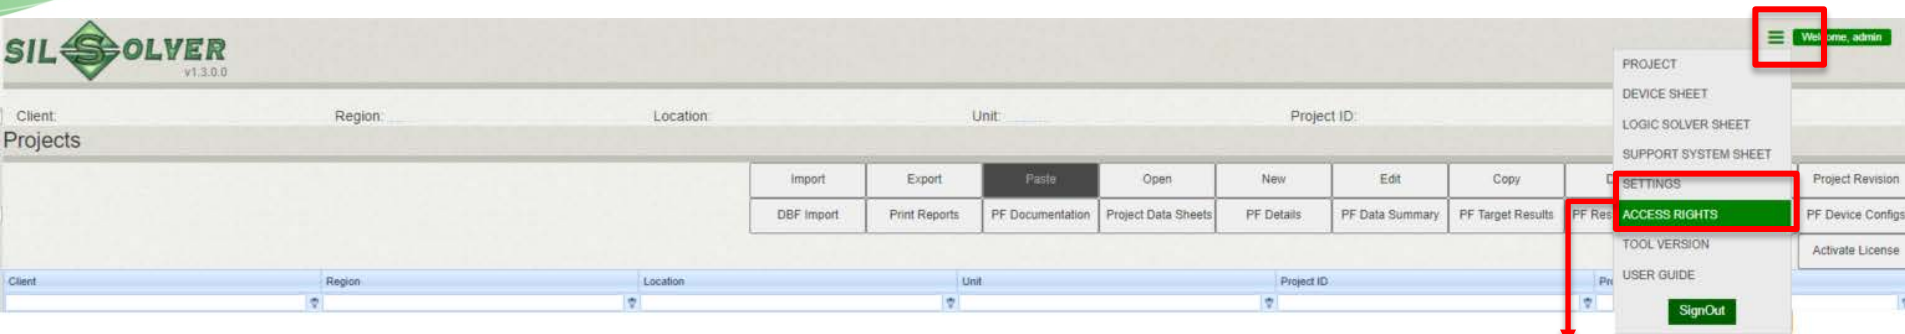 SIL SOLVER
v1.3.0.0
Welcome, admin
PROJECT
DEVICE SHEET
LOGIC SOLVER SHEET
SUPPORT SYSTEM SHEET
SETTINGS
ACCESS RIGHTS
TOOL VERSION
USER GUIDE
SignOut
Client: Region: Location: Unit: Project ID:
Projects
Import Export Paste Open New Edit Copy Project Revision
DBF Import Print Reports PF Documentation Project Data Sheets PF Details PF Data Summary PF Target Results PF Res PF Device Configs
Activate License
Client Region Location Unit Project ID